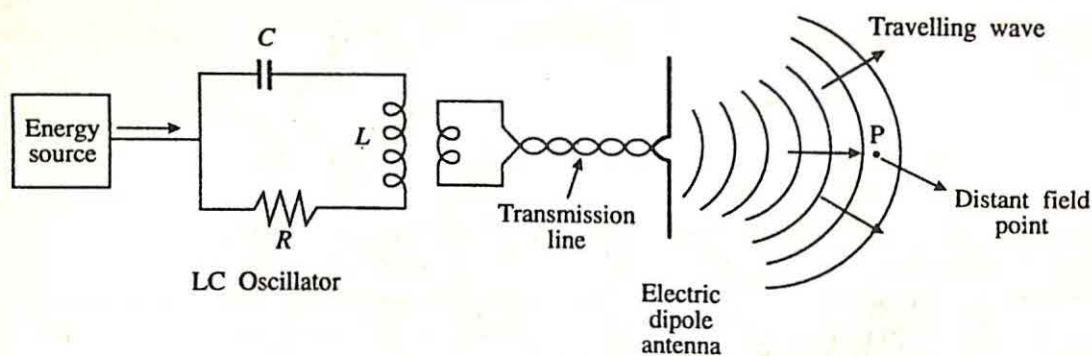 Travelling wave
C
Energy
source
L
P
Transmission
line
Distant field
point
R
LC Oscillator
Electric
dipole
antenna